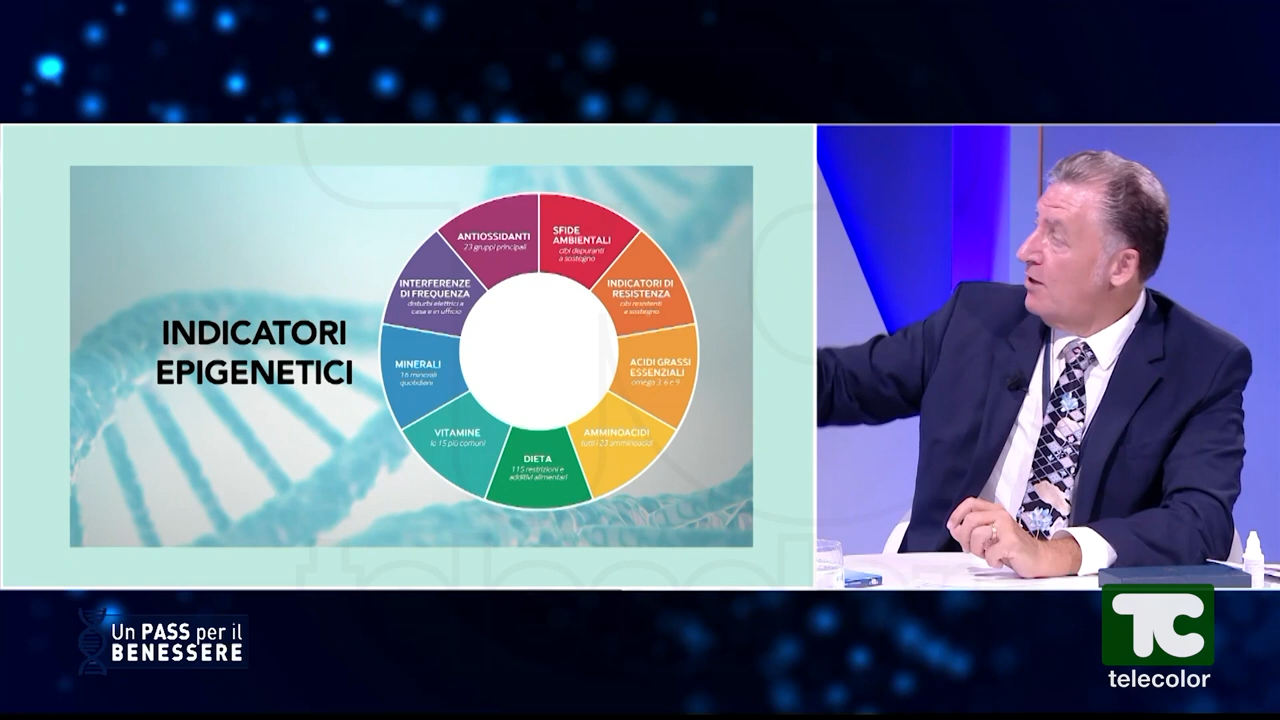 INDICATORI
EPIGENETICI
ANTIOSSIDANTI
23 gruppi principali
SFIDE
AMBIENTALI
cibi depuranti
a sostegno
INDICATORI DI
RESISTENZA
cibi resistenti
a sostegno
ACIDI GRASSI
ESSENZIALI
omega 3, 6 e 9
AMMINOACIDI
tutti i 23 amminoacidi
DIETA
115 restrizioni e
additivi alimentari
VITAMINE
le 15 più comuni
MINERALI
16 minerali
quotidiani
INTERFERENZE
DI FREQUENZA
disturbi elettrici a
casa e in ufficio
Un PASS per il
BENESSERE
TC
telecolor